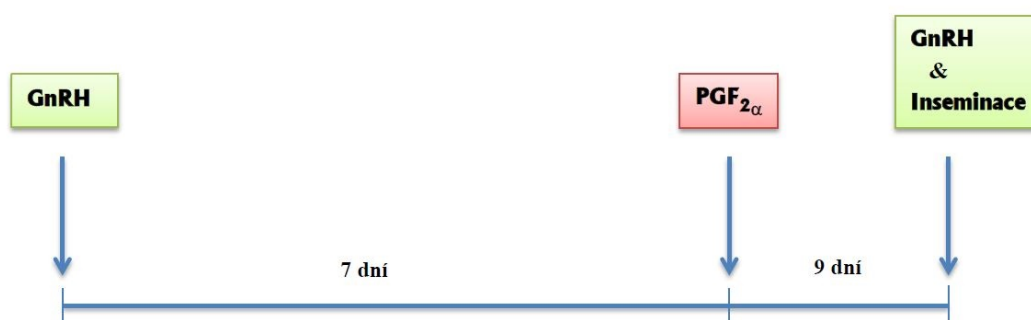 GnRH
PGF2α
GnRH
&
Inseminace
7 dní
9 dní